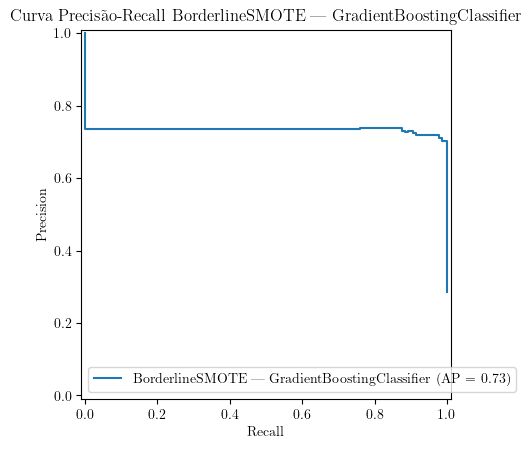 Curva Precisão-Recall BorderlineSMOTE — GradientBoostingClassifier
1.0
0.8
0.6
0.4
0.2
0.0
Precision
BorderlineSMOTE — GradientBoostingClassifier (AP = 0.73)
0.0 0.2 0.4 0.6 0.8 1.0
Recall